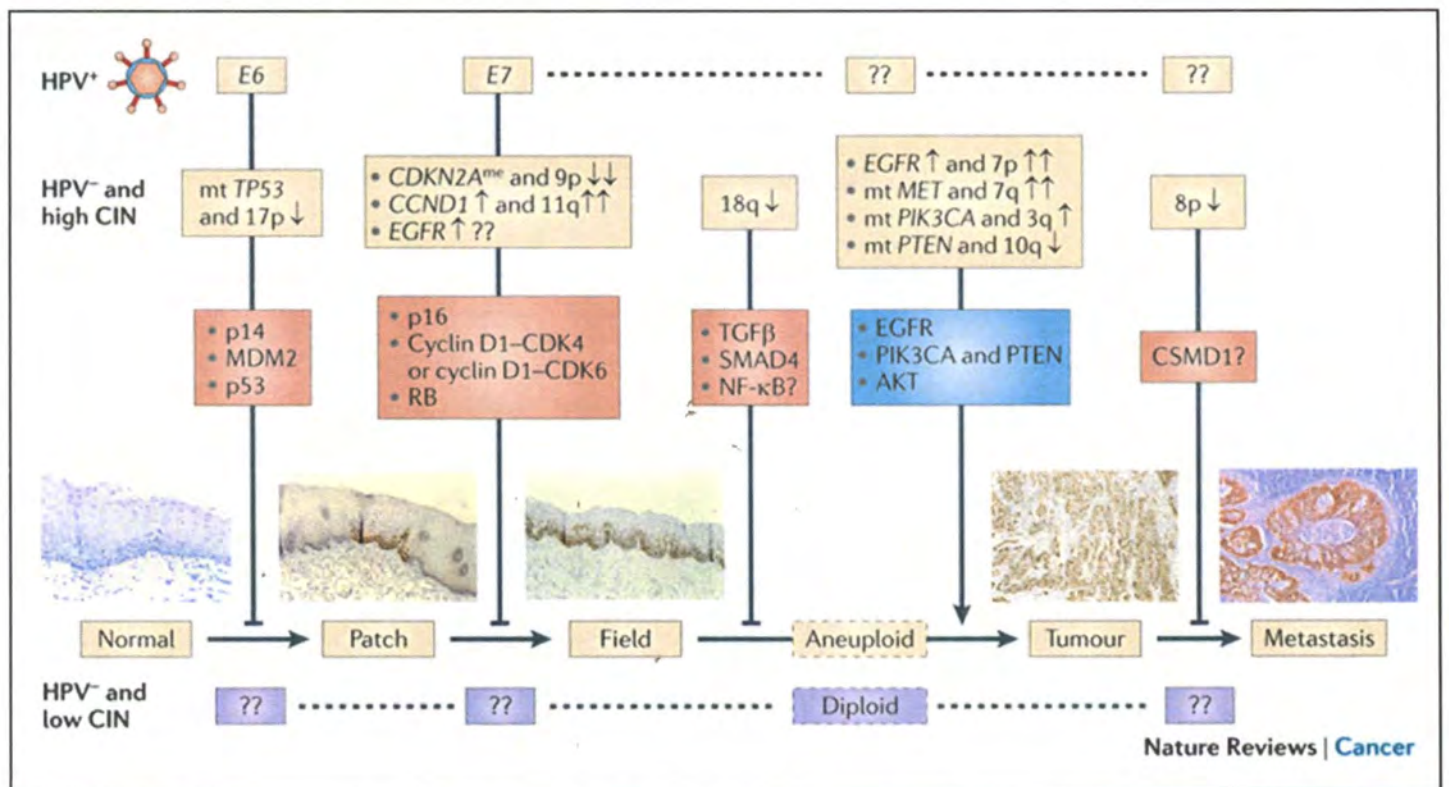 HPV⁺
E6
E7
??
??
HPV⁻ and
high CIN
mt TP53
and 17p ↓
• CDKN2Aᵐᵉ and 9p ↓↓
• CCND1 ↑ and 11q ↑↑
• EGFR ↑ ??
18q ↓
• EGFR ↑ and 7p ↑↑
• mt MET and 7q ↑↑
• mt PIK3CA and 3q ↑
• mt PTEN and 10q ↓
8p ↓
• p14
• MDM2
• p53
• p16
• Cyclin D1–CDK4
or cyclin D1–CDK6
• RB
• TGFβ
• SMAD4
• NF-κB?
• EGFR
• PIK3CA and PTEN
• AKT
CSMD1?
Normal
Patch
Field
Aneuploid
Tumour
Metastasis
HPV⁻ and
low CIN
??
??
Diploid
??
Nature Reviews | Cancer